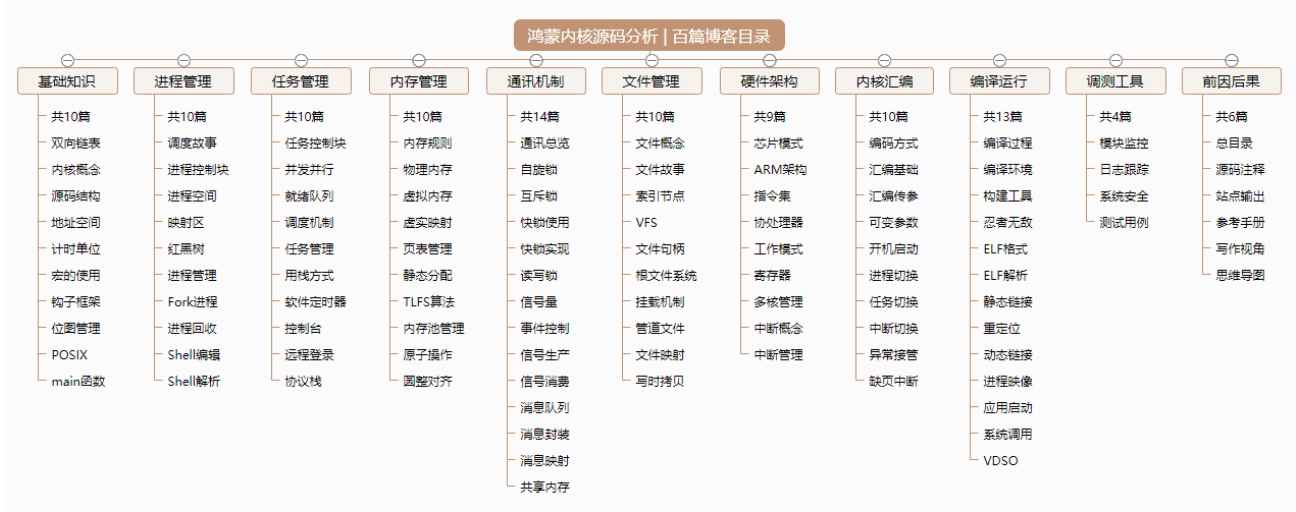 鸿蒙内核源码分析 | 百篇博客目录
基础知识
共10篇
双向链表
内核概念
源码结构
地址空间
计时单位
宏的使用
钩子框架
位图管理
POSIX
main函数
进程管理
共10篇
调度故事
进程控制块
进程空间
映射区
红黑树
进程管理
Fork进程
进程回收
Shell编辑
Shell解析
任务管理
共10篇
任务控制块
并发并行
就绪队列
调度机制
任务管理
用栈方式
软件定时器
控制台
远程登录
协议栈
内存管理
共10篇
内存规则
物理内存
虚拟内存
虚实映射
页表管理
静态分配
TLFS算法
内存池管理
原子操作
圆整对齐
通讯机制
共14篇
通讯总览
自旋锁
互斥锁
快锁使用
快锁实现
读写锁
信号量
事件控制
信号生产
信号消费
消息队列
消息封装
消息映射
共享内存
文件管理
共10篇
文件概念
文件故事
索引节点
VFS
文件句柄
根文件系统
挂载机制
管道文件
文件映射
写时拷贝
硬件架构
共9篇
芯片模式
ARM架构
指令集
协处理器
工作模式
寄存器
多核管理
中断概念
中断管理
内核汇编
共10篇
编码方式
汇编基础
汇编传参
可变参数
开机启动
进程切换
任务切换
中断切换
异常接管
缺页中断
编译运行
共13篇
编译过程
编译环境
构建工具
忍者无敌
ELF格式
ELF解析
静态链接
重定位
动态链接
进程映像
应用启动
系统调用
VDSO
调测工具
共4篇
模块监控
日志跟踪
系统安全
测试用例
前因后果
共6篇
总目录
源码注释
站点输出
参考手册
写作视角
思维导图